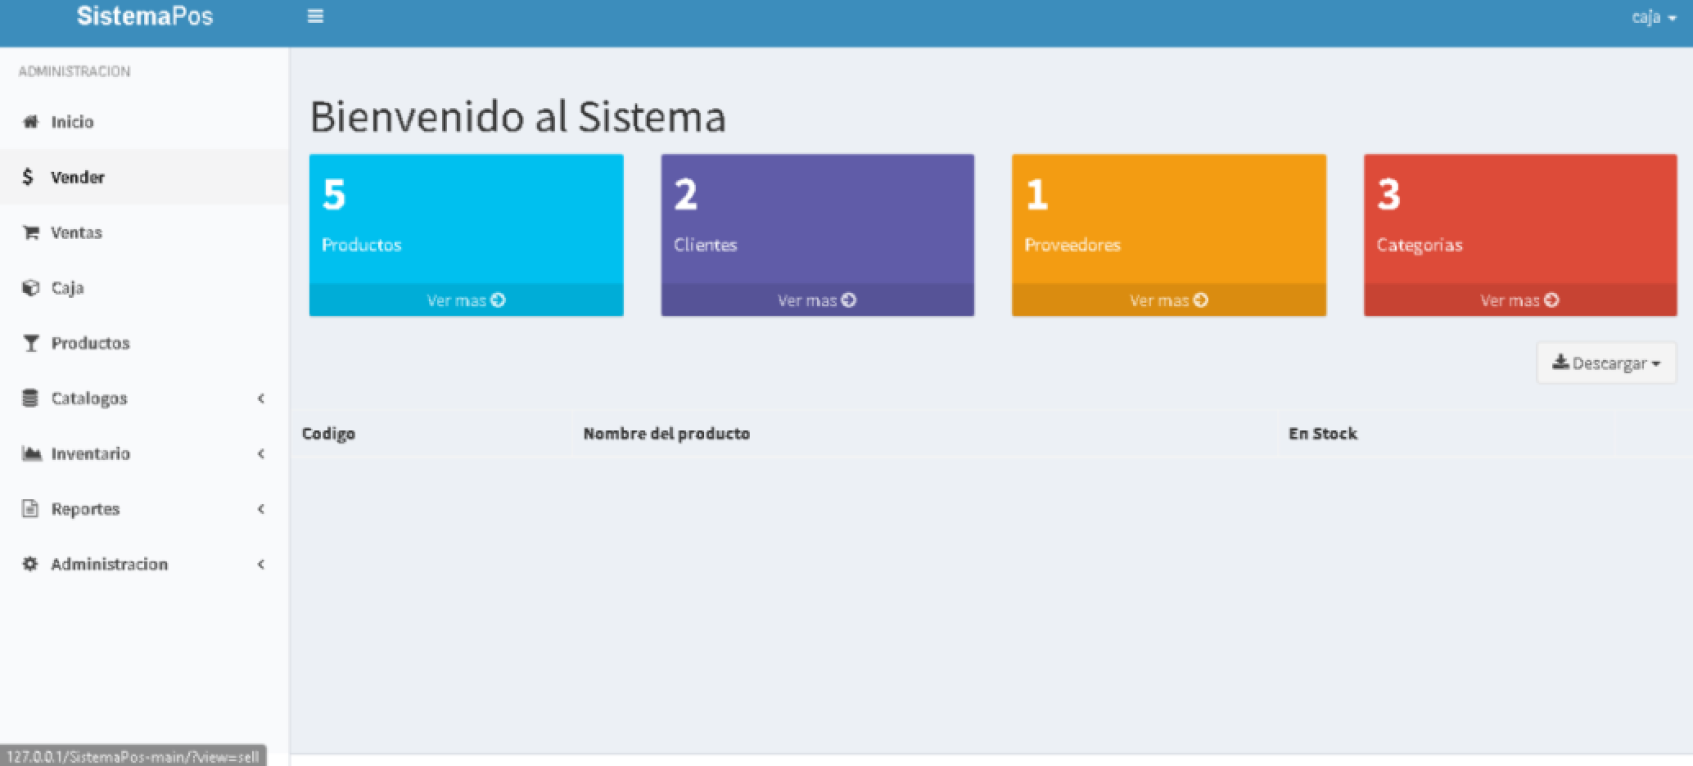 SistemaPos
caja
ADMINISTRACION
Inicio
Vender
Ventas
Caja
Productos
Catalogos
Inventario
Reportes
Administracion
Bienvenido al Sistema
5
Productos
Ver mas
2
Clientes
Ver mas
1
Proveedores
Ver mas
3
Categorias
Ver mas
Descargar
Codigo Nombre del producto En Stock
127.0.0.1/SistemaPos-main/?view=sell